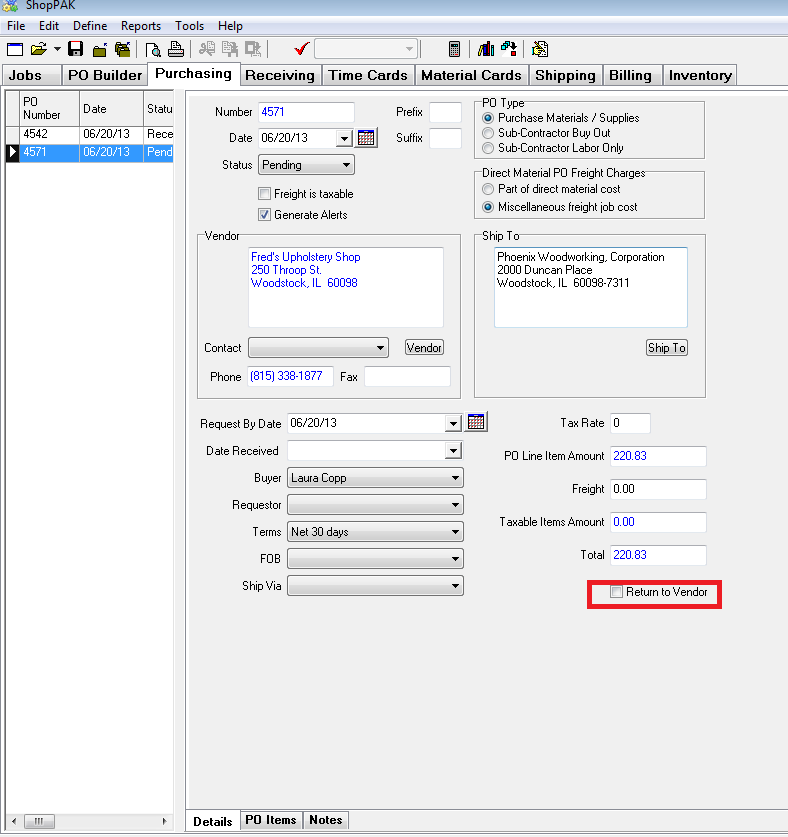 ShopPAK
File Edit Define Reports Tools Help
Jobs PO Builder Purchasing Receiving Time Cards Material Cards Shipping Billing Inventory
PO Number Date Statu
4542 06/20/13 Rece
4571 06/20/13 Pend
Number 4571 Prefix
Date 06/20/13 Suffix
Status Pending
Freight is taxable
Generate Alerts
PO Type
Purchase Materials / Supplies
Sub-Contractor Buy Out
Sub-Contractor Labor Only
Direct Material PO Freight Charges
Part of direct material cost
Miscellaneous freight job cost
Vendor
Fred's Upholstery Shop
250 Throop St.
Woodstock, IL 60098
Contact Vendor
Phone (815) 338-1877 Fax
Ship To
Phoenix Woodworking, Corporation
2000 Duncan Place
Woodstock, IL 60098-7311
Ship To
Request By Date 06/20/13
Date Received
Buyer Laura Copp
Requestor
Terms Net 30 days
FOB
Ship Via
Tax Rate 0
PO Line Item Amount 220.83
Freight 0.00
Taxable Items Amount 0.00
Total 220.83
Return to Vendor
Details PO Items Notes